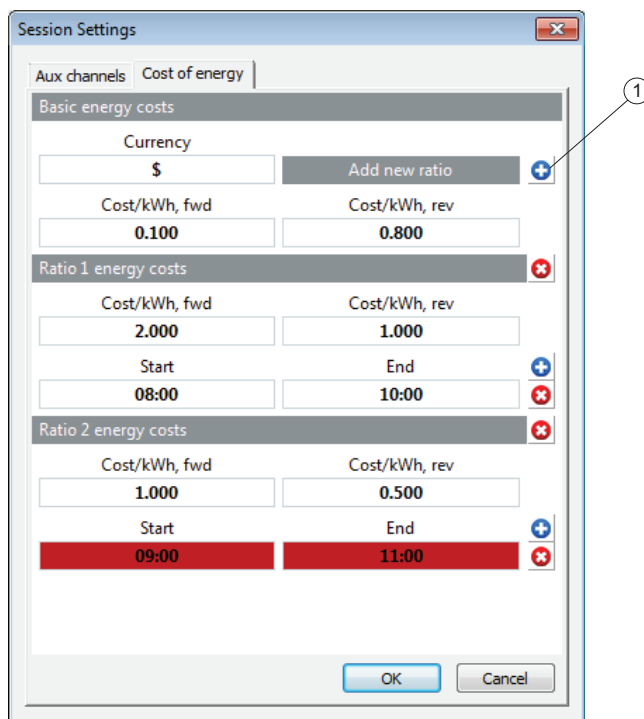 Session Settings
Aux channels Cost of energy
Basic energy costs
Currency
$ Add new ratio
Cost/kWh, fwd Cost/kWh, rev
0.100 0.800
Ratio 1 energy costs
Cost/kWh, fwd Cost/kWh, rev
2.000 1.000
Start End
08:00 10:00
Ratio 2 energy costs
Cost/kWh, fwd Cost/kWh, rev
1.000 0.500
Start End
09:00 11:00
OK Cancel
1